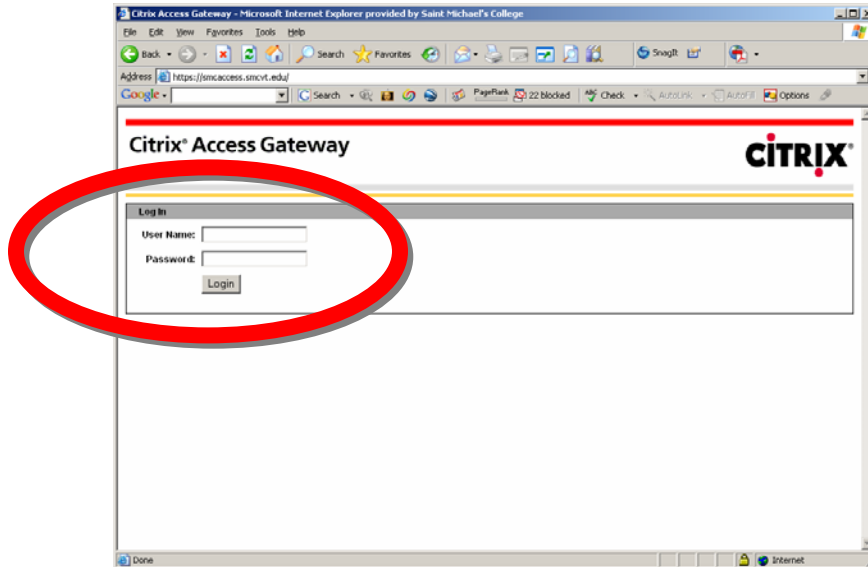 Citrix Access Gateway - Microsoft Internet Explorer provided by Saint Michael's College
File Edit View Favorites Tools Help
Back Search Favorites SnagIt
Address https://smcaccess.smcvt.edu/
Google Search PageRank 22 blocked ABC Check AutoLink AutoFill Options
Citrix® Access Gateway
CITRIX®
Log In
User Name:
Password:
Login
Done Internet